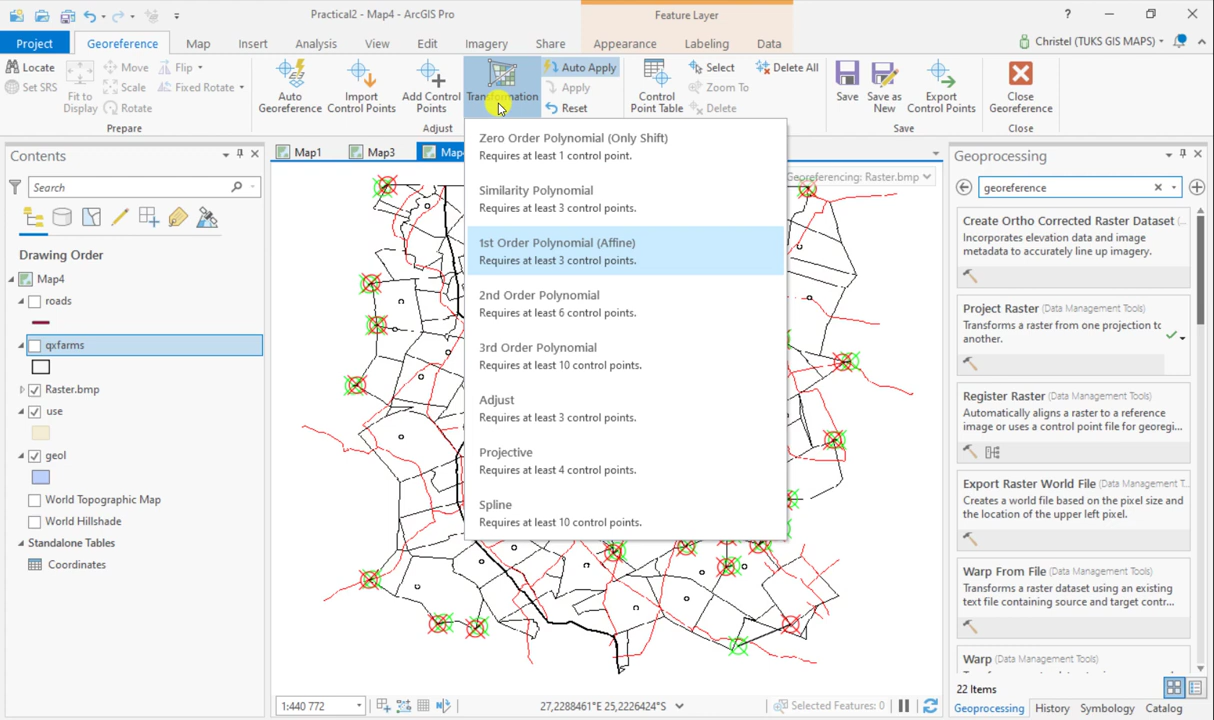 Practical2 - Map4 - ArcGIS Pro
Feature Layer
?
Project
Georeference
Map
Insert
Analysis
View
Edit
Imagery
Share
Appearance
Labeling
Data
Christel (TUKS GIS MAPS)
Locate
Set SRS
Fit to
Display
Move
Scale
Rotate
Flip
Fixed Rotate
Prepare
Auto
Georeference
Import
Control Points
Add Control
Points
Transformation
Auto Apply
Apply
Reset
Adjust
Control
Point Table
Select
Zoom To
Delete
Delete All
Save
Save as
New
Export
Control Points
Save
Close
Georeference
Close
Contents
Search
Drawing Order
Map4
roads
qxfarms
Raster.bmp
use
geol
World Topographic Map
World Hillshade
Standalone Tables
Coordinates
Map1
Map3
Map
Georeferencing: Raster.bmp
Zero Order Polynomial (Only Shift)
Requires at least 1 control point.
Similarity Polynomial
Requires at least 3 control points.
1st Order Polynomial (Affine)
Requires at least 3 control points.
2nd Order Polynomial
Requires at least 6 control points.
3rd Order Polynomial
Requires at least 10 control points.
Adjust
Requires at least 3 control points.
Projective
Requires at least 4 control points.
Spline
Requires at least 10 control points.
1:440 772
27,2288461°E 25,2226424°S
Selected Features: 0
Geoprocessing
georeference
Create Ortho Corrected Raster Dataset (
Incorporates elevation data and image
metadata to accurately line up imagery.
Project Raster (Data Management Tools)
Transforms a raster from one projection to
another.
Register Raster (Data Management Tools)
Automatically aligns a raster to a reference
image or uses a control point file for georegi...
Export Raster World File (Data Management T...
Creates a world file based on the pixel size and
the location of the upper left pixel.
Warp From File (Data Management Tools)
Transforms a raster dataset using an existing
text file containing source and target contr...
Warp (Data Management Tools)
22 Items
Geoprocessing
History
Symbology
Catalog